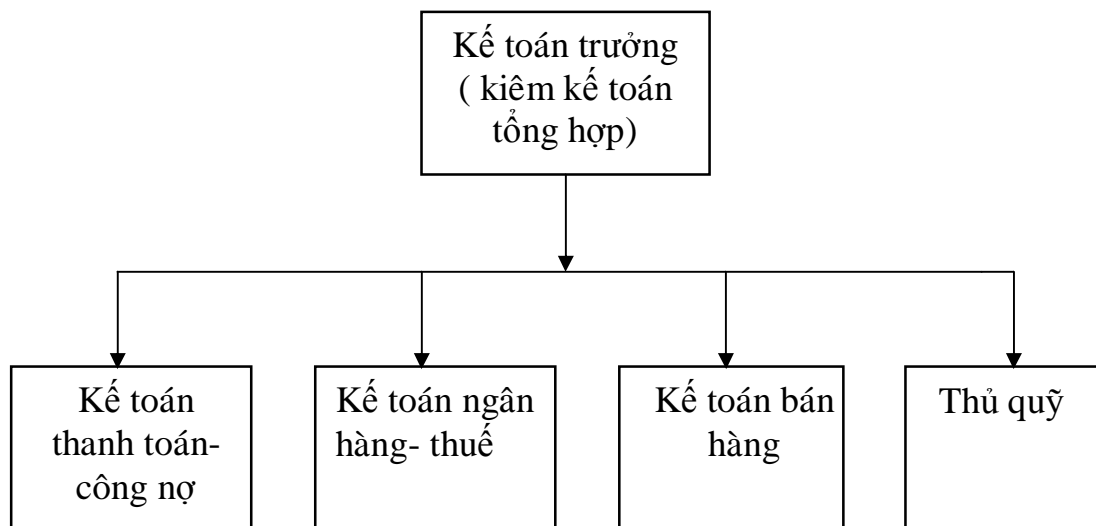 Kế toán trưởng
( kiêm kế toán
tổng hợp)
Kế toán
thanh toán-
công nợ
Kế toán ngân
hàng- thuế
Kế toán bán
hàng
Thủ quỹ